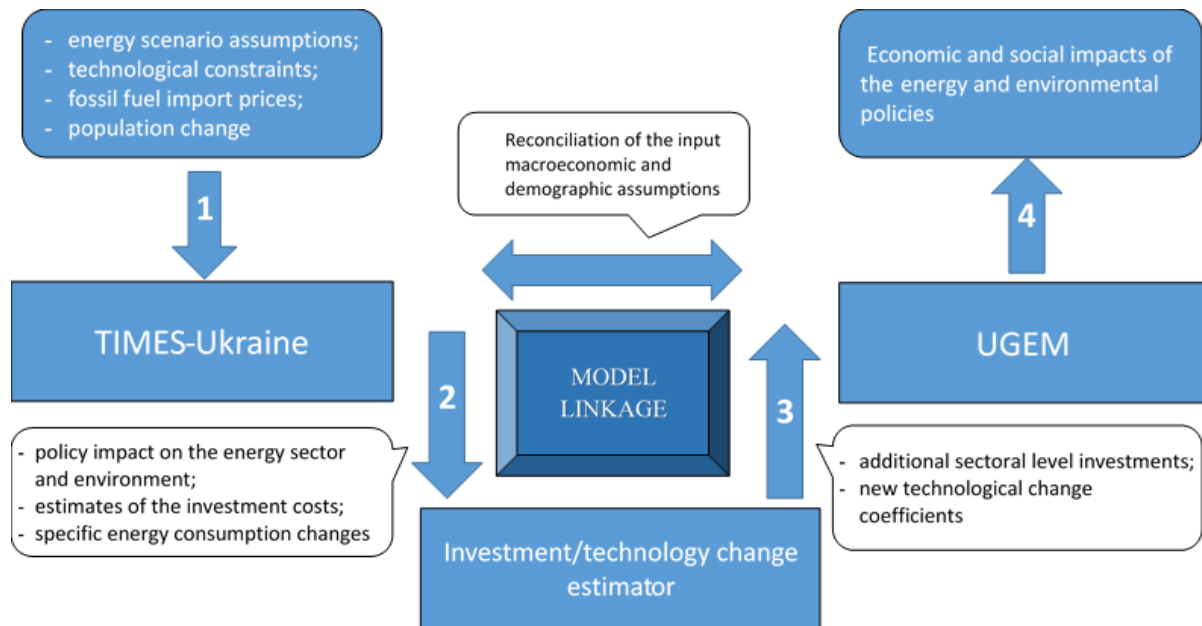 - energy scenario assumptions;
- technological constraints;
- fossil fuel import prices;
- population change
Economic and social impacts of
the energy and environmental
policies
Reconciliation of the input
macroeconomic and
demographic assumptions
1
4
TIMES-Ukraine
UGEM
2
MODEL
LINKAGE
3
- policy impact on the energy sector
and environment;
- estimates of the investment costs;
- specific energy consumption changes
- additional sectoral level investments;
- new technological change
coefficients
Investment/technology change
estimator